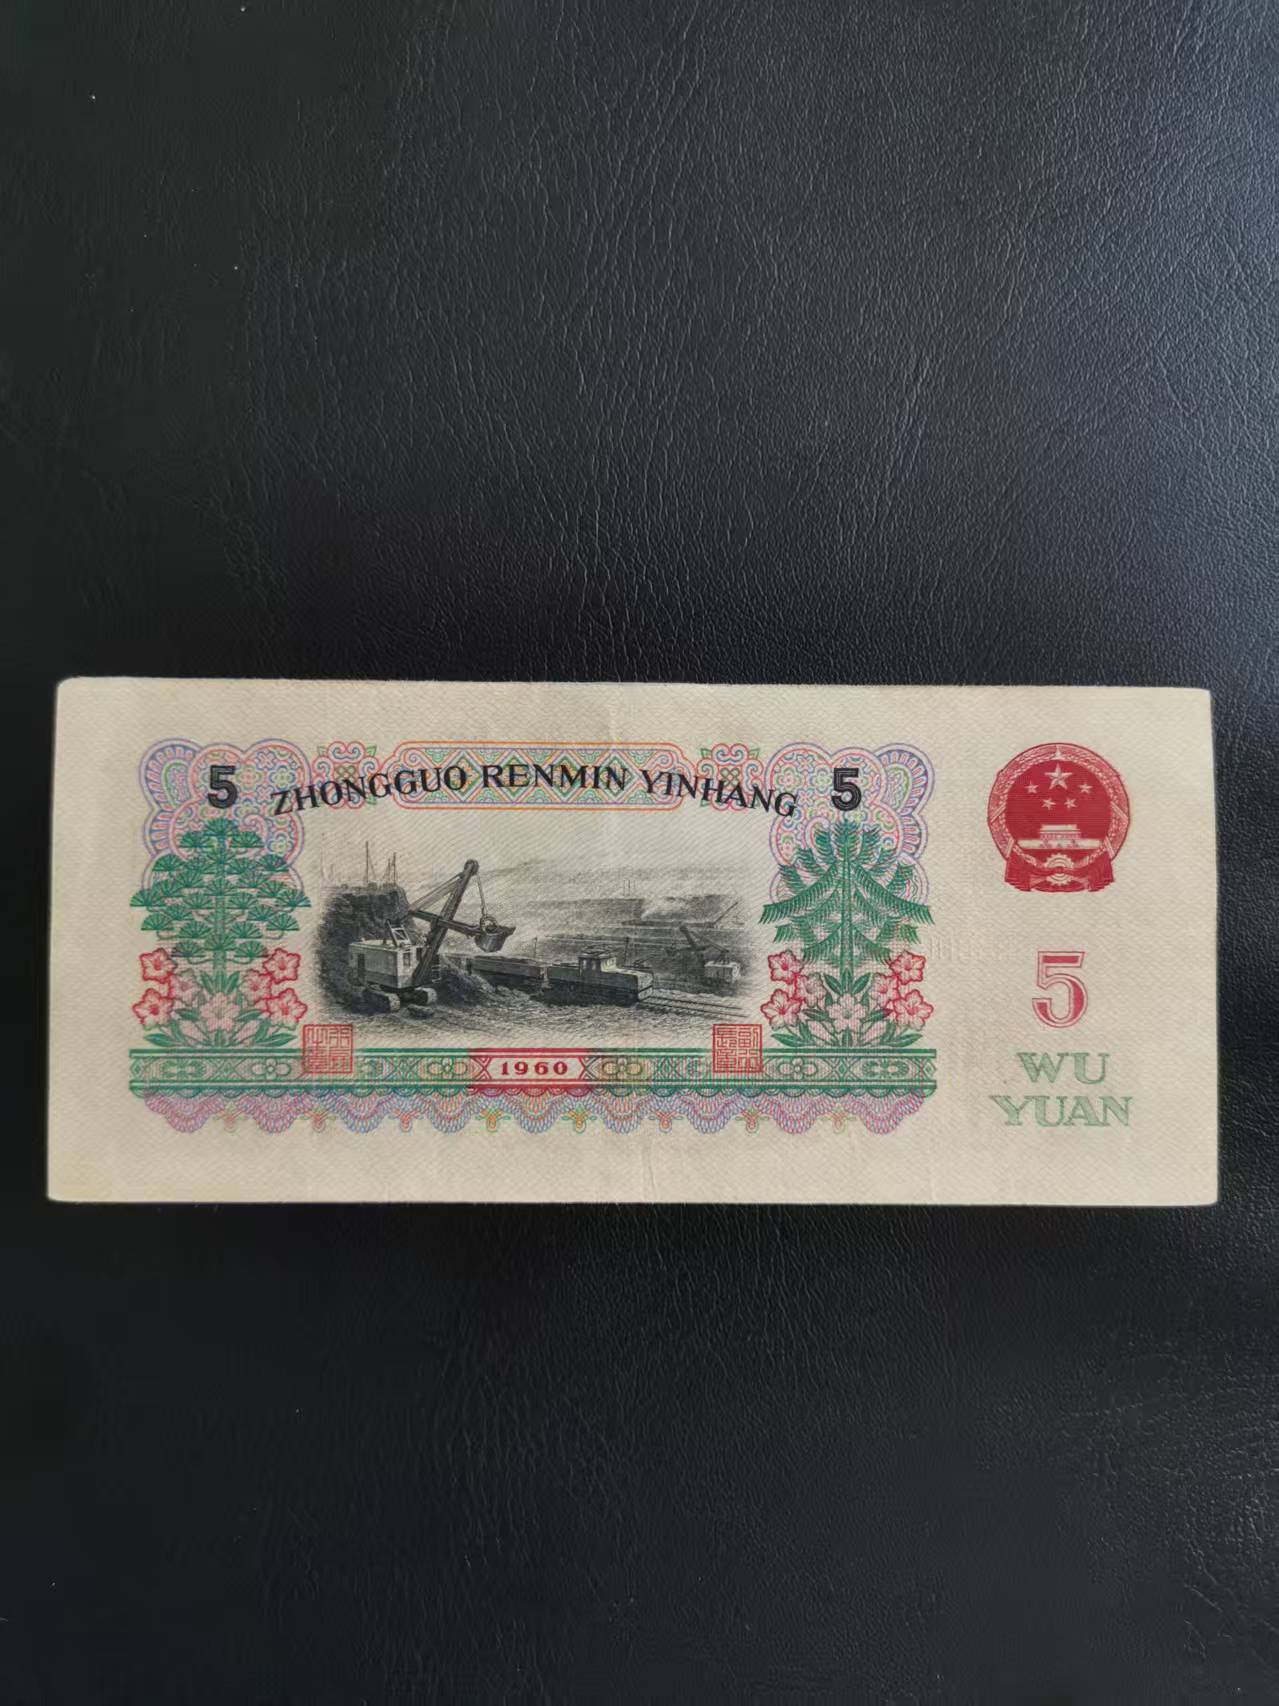 5 ZHONGGUO RENMIN YINHANG 5
5
WU
YUAN
1960